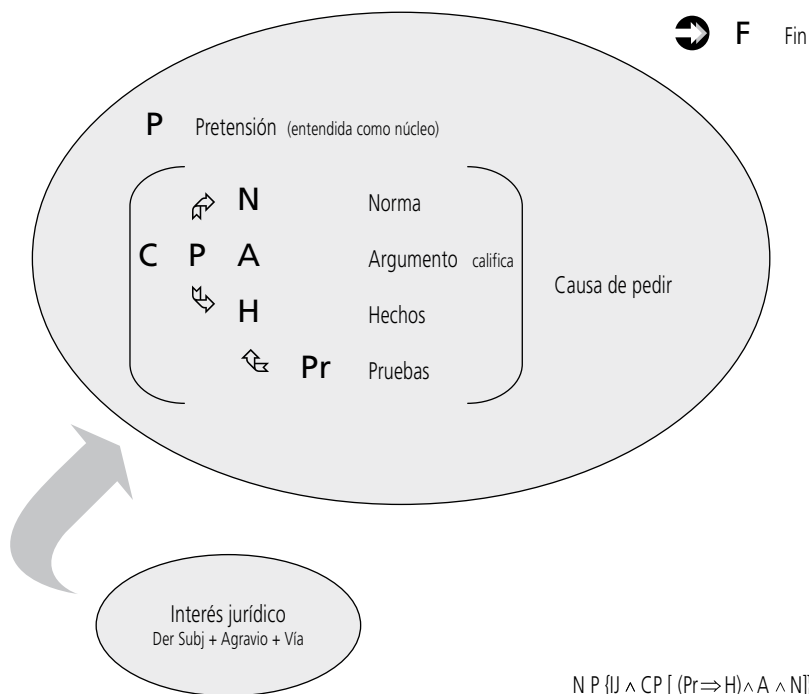 F Fin
P Pretensión (entendida como núcleo)
N Norma
C P A Argumento califica
Causa de pedir
H Hechos
Pr Pruebas
Interés jurídico
Der Subj + Agravio + Vía
N P {IJ ∧ CP [ (Pr⇒H)∧A ∧ N]